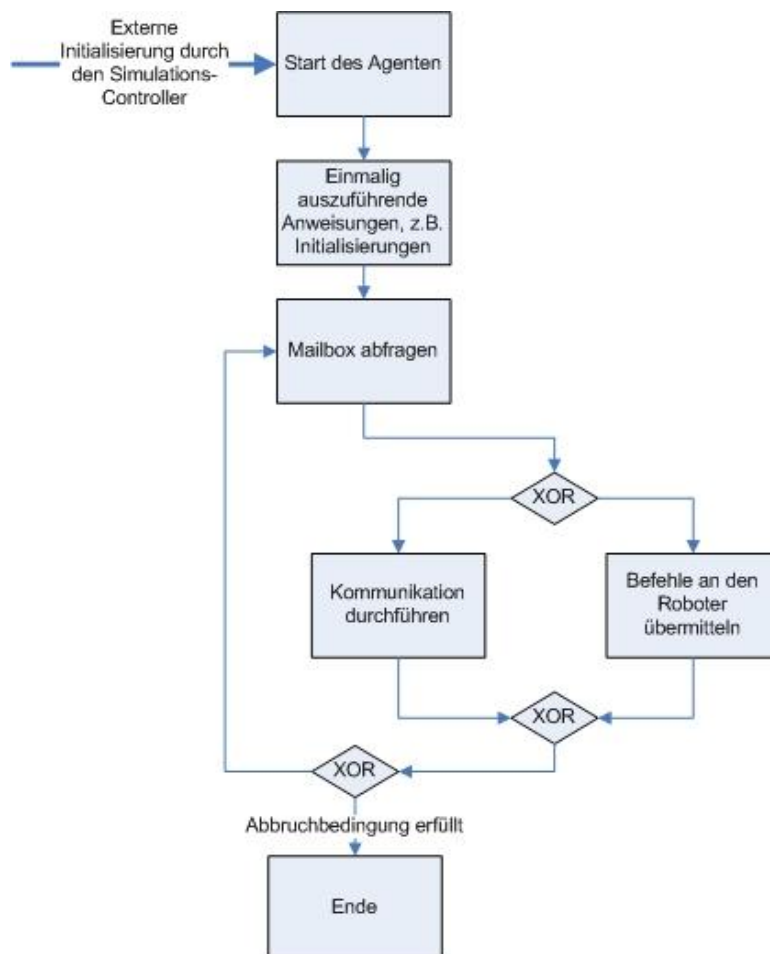 Externe
Initialisierung durch
den Simulations-
Controller
Start des Agenten
Einmalig
auszuführende
Anweisungen, z.B.
Initialisierungen
Mailbox abfragen
XOR
Kommunikation
durchführen
Befehle an den
Roboter
übermitteln
XOR
XOR
Abbruchbedingung erfüllt
Ende